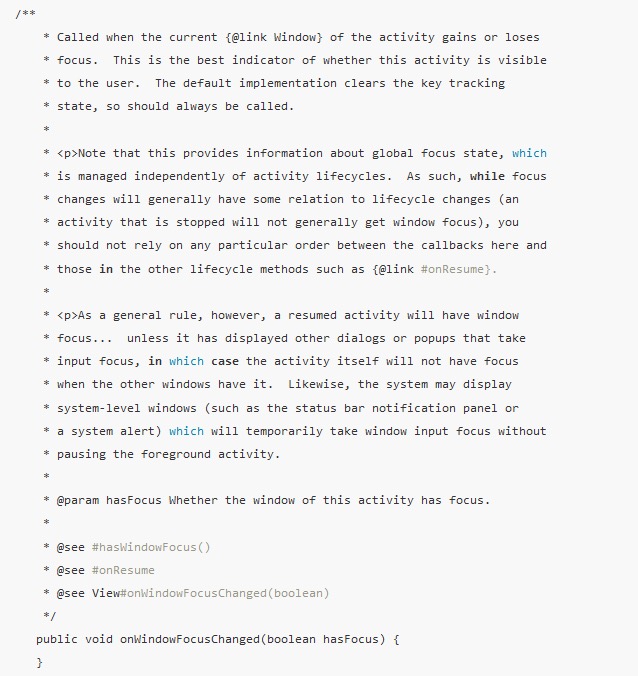 /**
* Called when the current {@link Window} of the activity gains or loses
* focus.  This is the best indicator of whether this activity is visible
* to the user.  The default implementation clears the key tracking
* state, so should always be called.
*
* <p>Note that this provides information about global focus state, which
* is managed independently of activity lifecycles.  As such, while focus
* changes will generally have some relation to lifecycle changes (an
* activity that is stopped will not generally get window focus), you
* should not rely on any particular order between the callbacks here and
* those in the other lifecycle methods such as {@link #onResume}.
*
* <p>As a general rule, however, a resumed activity will have window
* focus...  unless it has displayed other dialogs or popups that take
* input focus, in which case the activity itself will not have focus
* when the other windows have it.  Likewise, the system may display
* system-level windows (such as the status bar notification panel or
* a system alert) which will temporarily take window input focus without
* pausing the foreground activity.
*
* @param hasFocus Whether the window of this activity has focus.
*
* @see #hasWindowFocus()
* @see #onResume
* @see View#onWindowFocusChanged(boolean)
*/
public void onWindowFocusChanged(boolean hasFocus) {
}